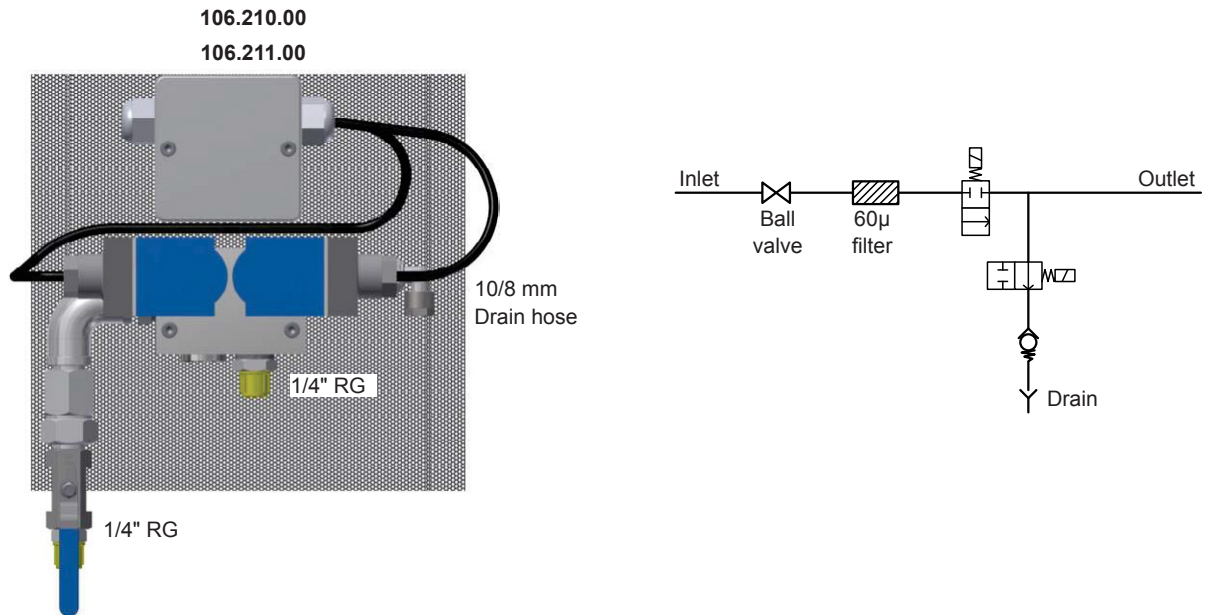 106.210.00
106.211.00
10/8 mm
Drain hose
1/4" RG
1/4" RG
Inlet
Outlet
Ball
valve
60µ
filter
Drain